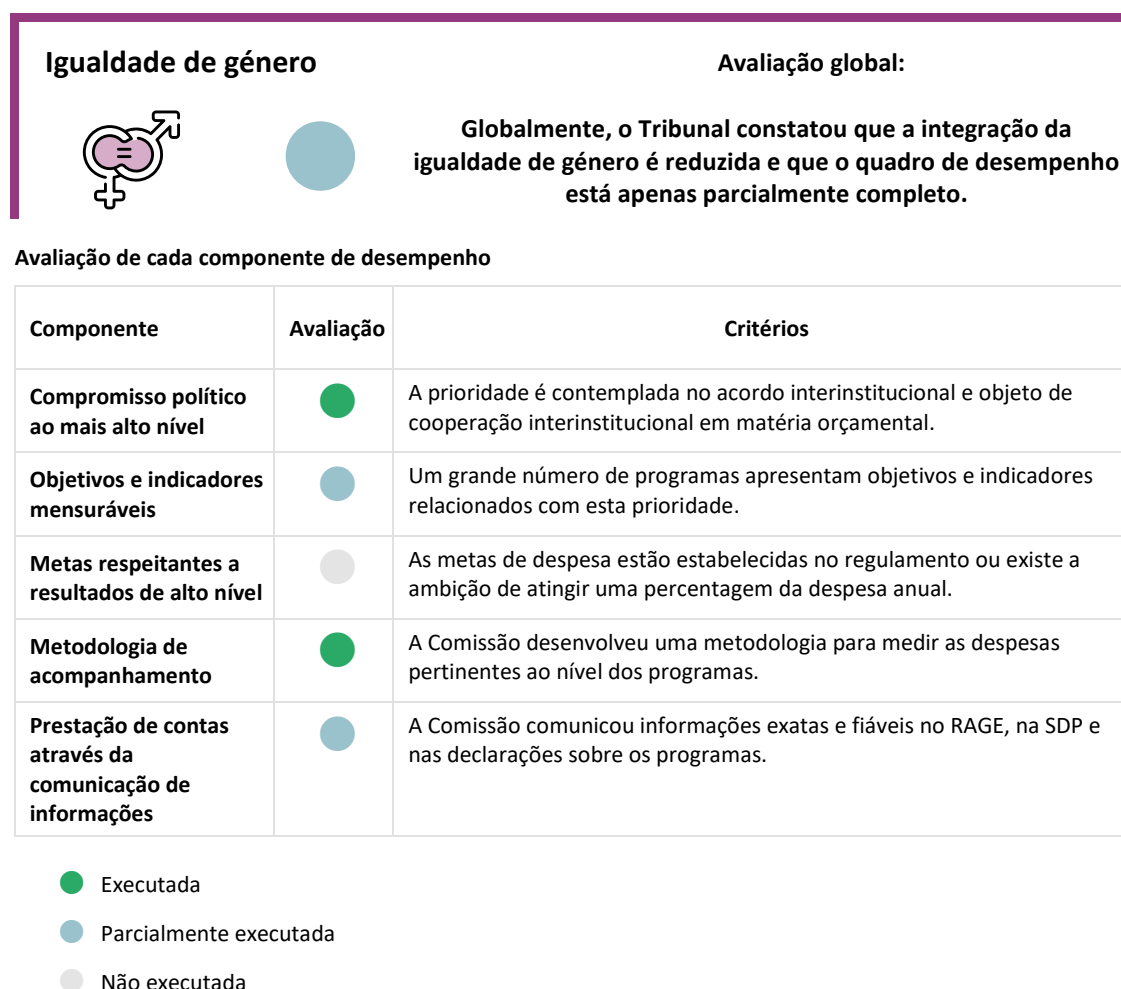 Igualdade de género
Avaliação global:
Globalmente, o Tribunal constatou que a integração da
igualdade de género é reduzida e que o quadro de desempenho
está apenas parcialmente completo.
Avaliação de cada componente de desempenho
Componente
Avaliação
Critérios
Compromisso político
ao mais alto nível
A prioridade é contemplada no acordo interinstitucional e objeto de
cooperação interinstitucional em matéria orçamental.
Objetivos e indicadores
mensuráveis
Um grande número de programas apresentam objetivos e indicadores
relacionados com esta prioridade.
Metas respeitantes a
resultados de alto nível
As metas de despesa estão estabelecidas no regulamento ou existe a
ambição de atingir uma percentagem da despesa anual.
Metodologia de
acompanhamento
A Comissão desenvolveu uma metodologia para medir as despesas
pertinentes ao nível dos programas.
Prestação de contas
através da
comunicação de
informações
A Comissão comunicou informações exatas e fiáveis no RAGE, na SDP e
nas declarações sobre os programas.
Executada
Parcialmente executada
Não executada